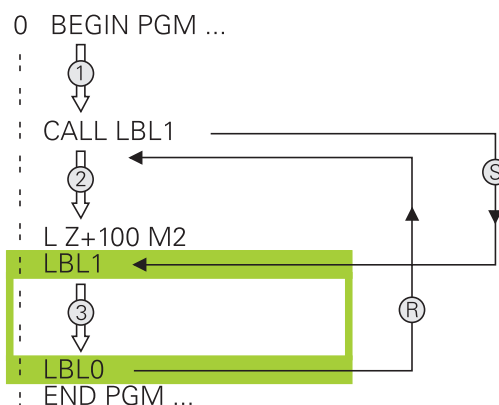 0 BEGIN PGM ...
1
CALL LBL1
S
2
L Z+100 M2
LBL1
3
R
LBL0
END PGM ...